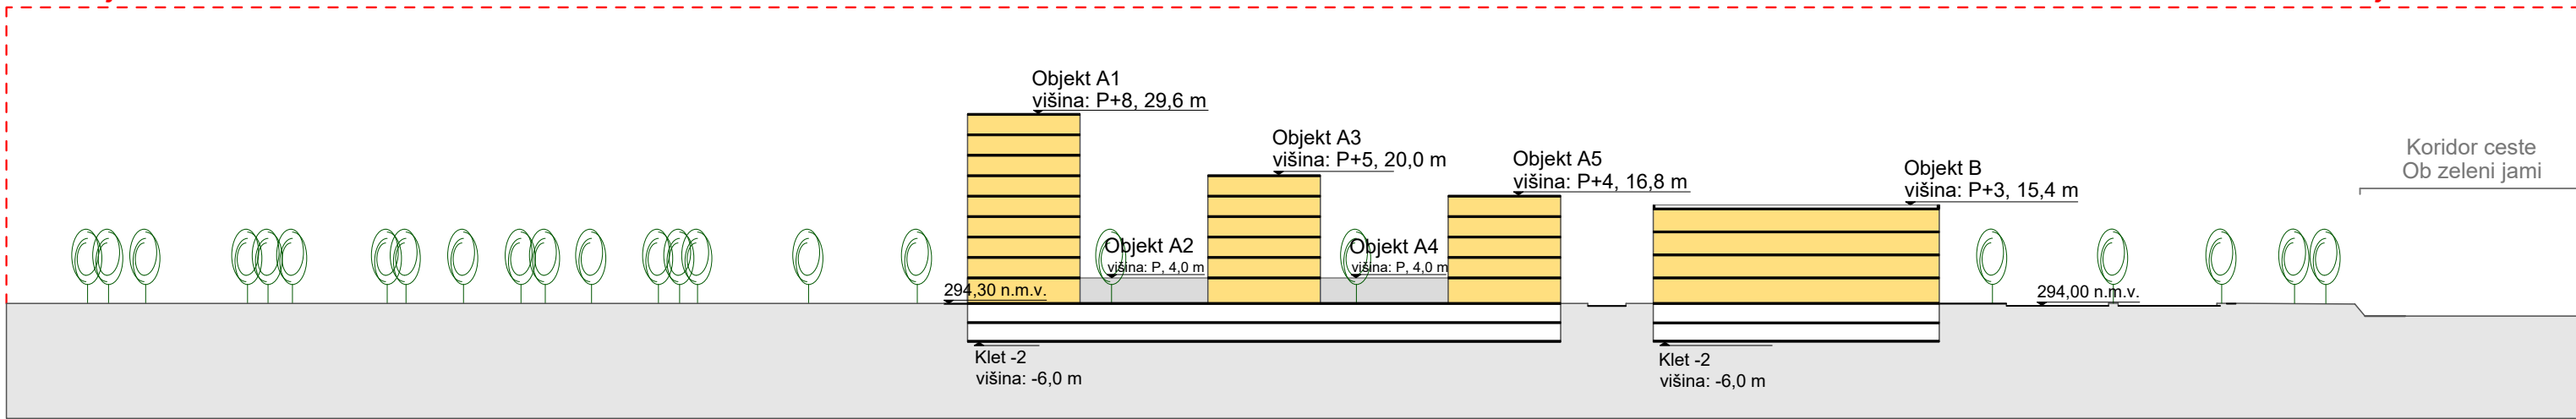 Objekt A1
višina: P+8, 29,6 m
Objekt A3
višina: P+5, 20,0 m
Objekt A5
višina: P+4, 16,8 m
Objekt B
višina: P+3, 15,4 m
Koridor ceste
Ob zeleni jami
Objekt A2
višina: P, 4,0 m
Objekt A4
višina: P, 4,0 m
294,30 n.m.v.
294,00 n.m.v.
Klet -2
višina: -6,0 m
Klet -2
višina: -6,0 m